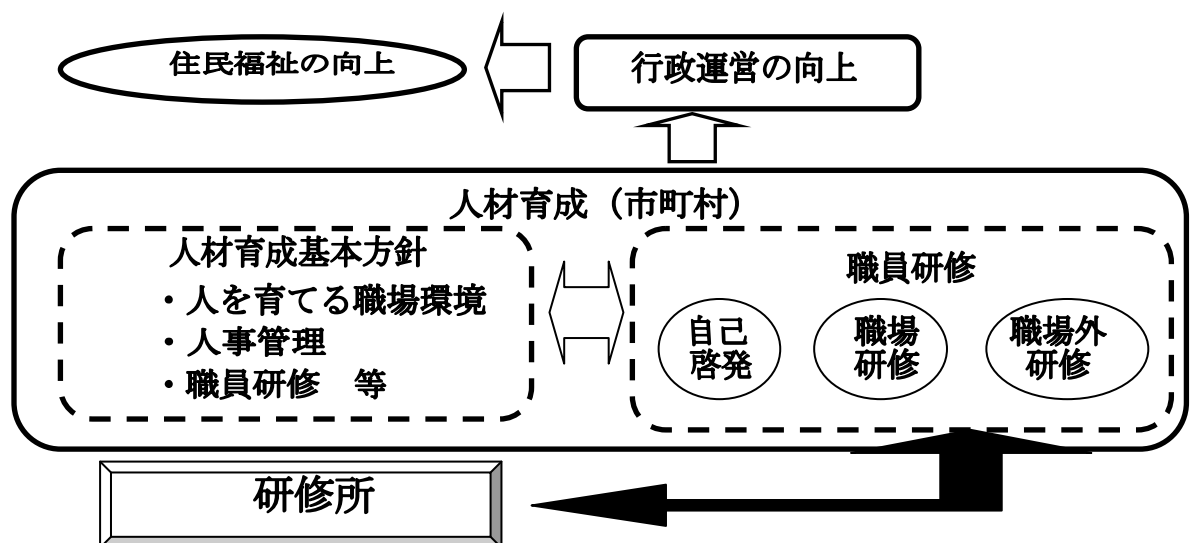 住民福祉の向上
行政運営の向上
人材育成（市町村）
人材育成基本方針
・人を育てる職場環境
・人事管理
・職員研修　等
職員研修
自己
啓発
職場
研修
職場外
研修
研修所